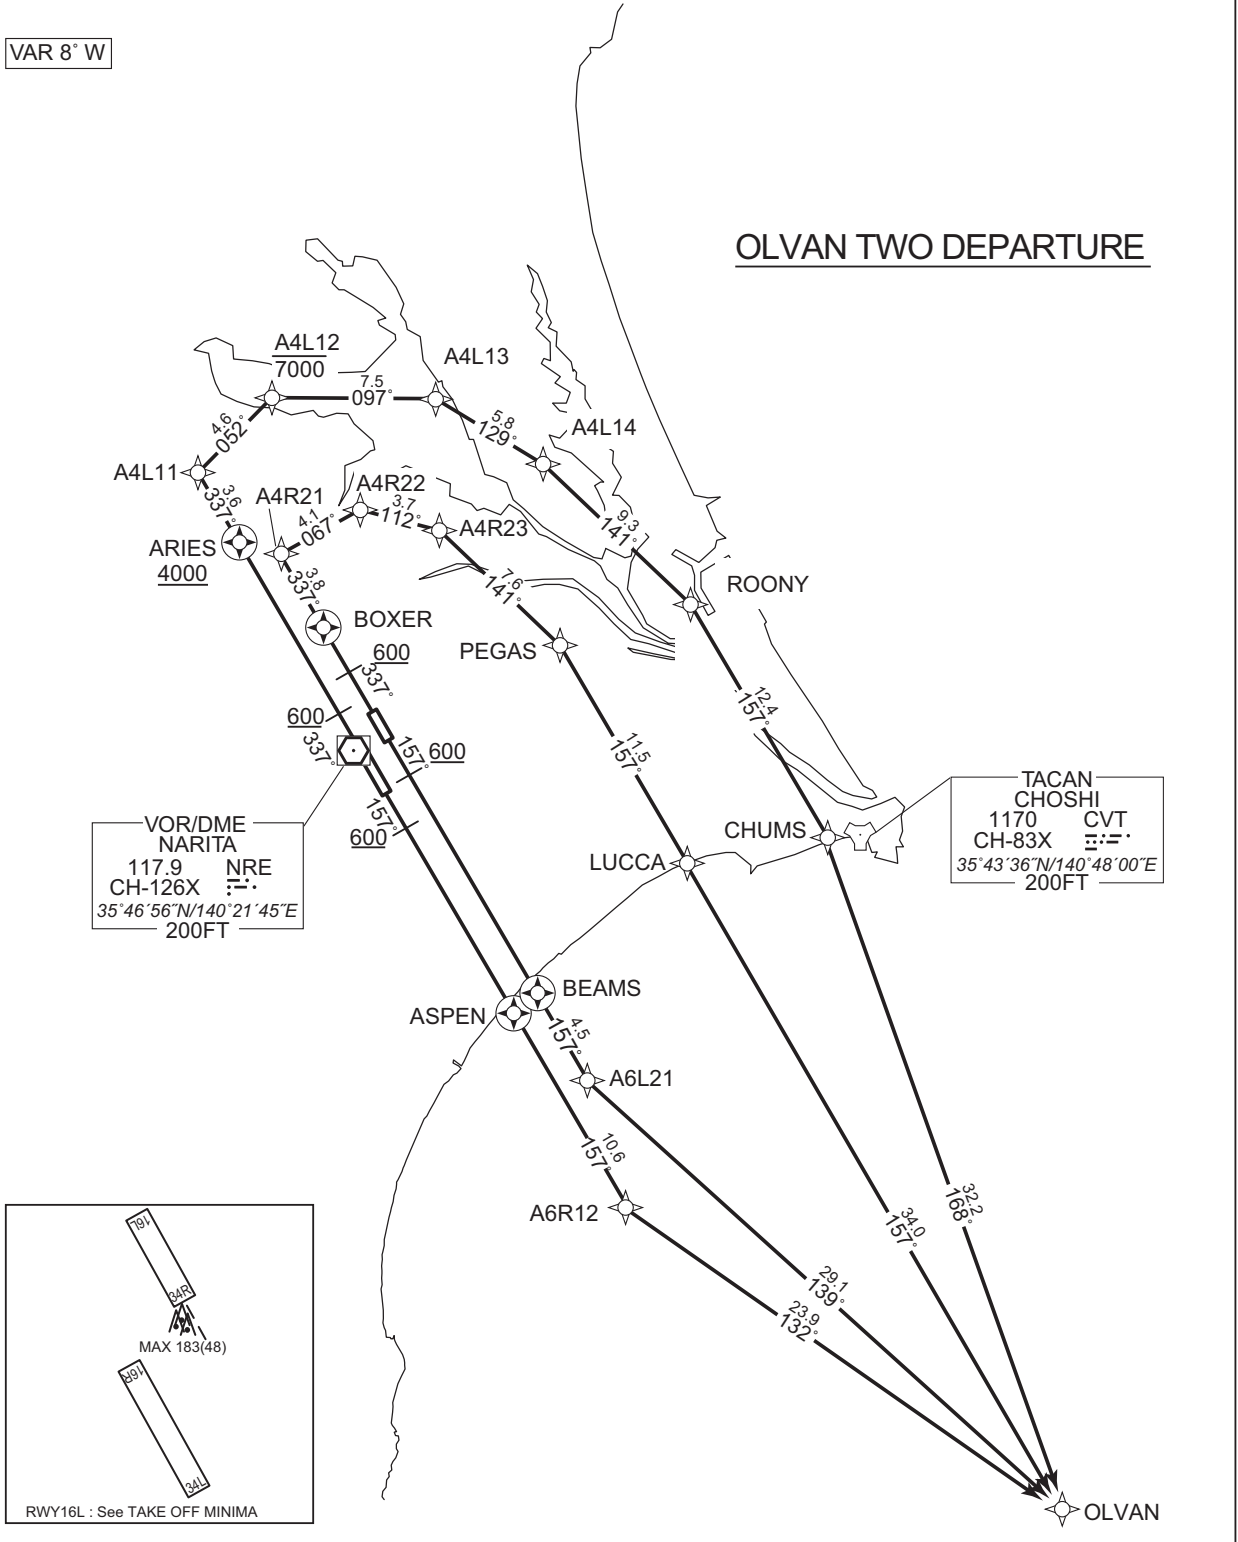 VAR 8° W
OLVAN TWO DEPARTURE
A4L12
7000
A4L13
7.5
097°
4.6
052°
5.8
129°
A4L14
A4L11
3.6
337°
A4R21
A4R22
4.1
067°
3.7
112°
A4R23
9.3
141°
ARIES
4000
3.8
337°
7.6
141°
ROONY
BOXER
PEGAS
600
337°
12.4
157°
600
337°
157°
600
11.5
157°
157°
600
VOR/DME
NARITA
117.9 NRE
CH-126X
35°46´56˝N/140°21´45˝E
200FT
TACAN
CHOSHI
1170 CVT
CH-83X
35°43´36˝N/140°48´00˝E
200FT
CHUMS
LUCCA
BEAMS
ASPEN
4.5
157°
A6L21
10.6
157°
A6R12
32.2
168°
34.0
157°
29.1
139°
23.9
132°
16L
34R
MAX 183(48)
16R
34L
RWY16L : See TAKE OFF MINIMA
OLVAN